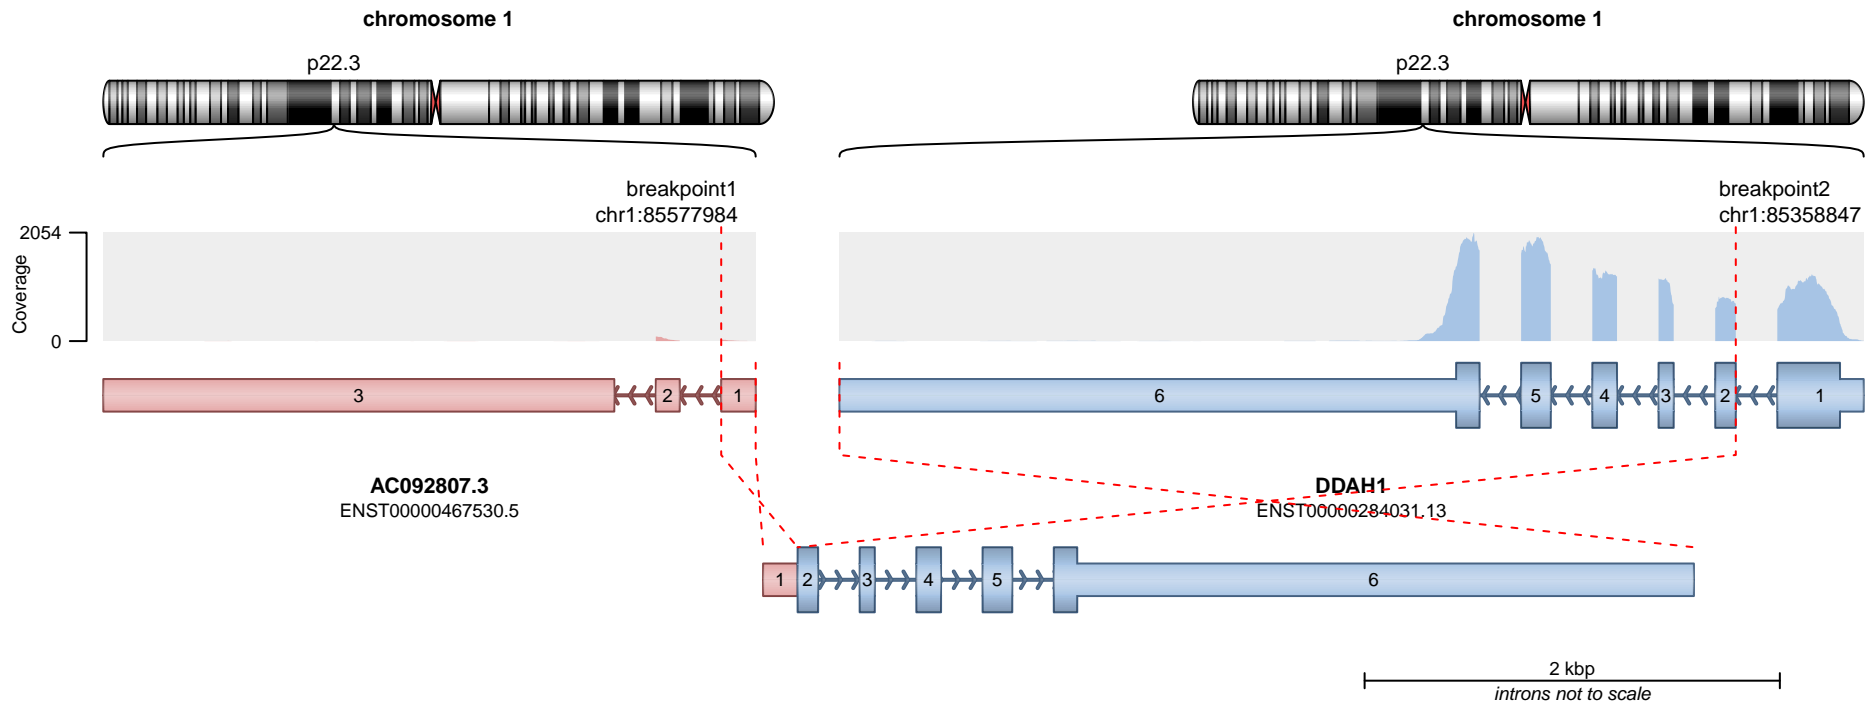 chromosome 1
chromosome 1
p22.3
p22.3
breakpoint1
chr1:85577984
breakpoint2
chr1:85358847
2054
Coverage
0
3
2
1
6
5
4
3
2
1
AC092807.3
ENST00000467530.5
DDAH1
ENST00000284031.13
1
2
3
4
5
6
2 kbp
introns not to scale